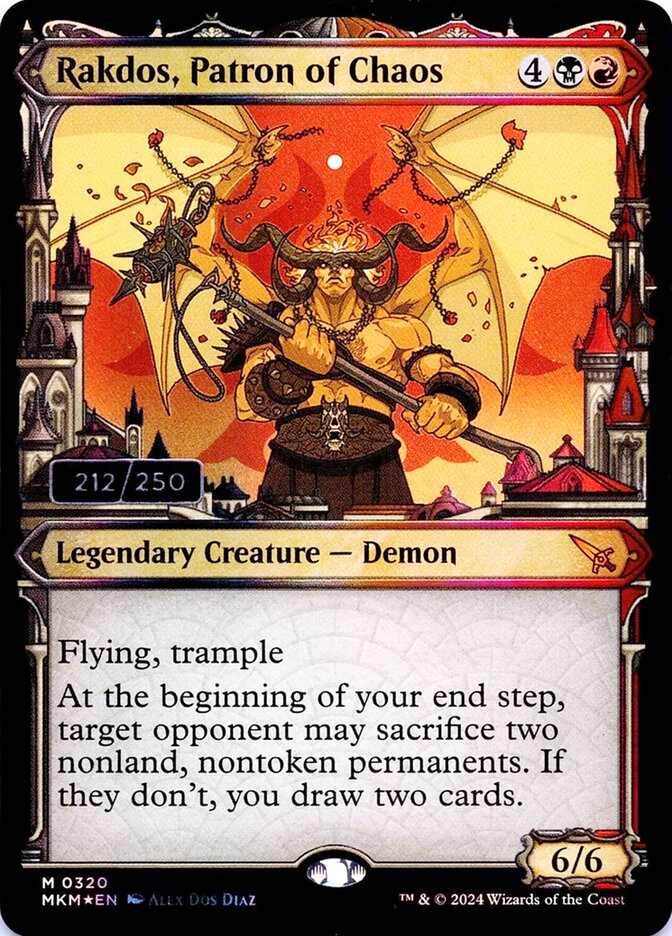 Rakdos, Patron of Chaos 4
212/250
Legendary Creature — Demon
Flying, trample
At the beginning of your end step,
target opponent may sacrifice two
nonland, nontoken permanents. If
they don't, you draw two cards.
6/6
M 0320
MKM★EN Alex Dos Diaz
™ & © 2024 Wizards of the Coast